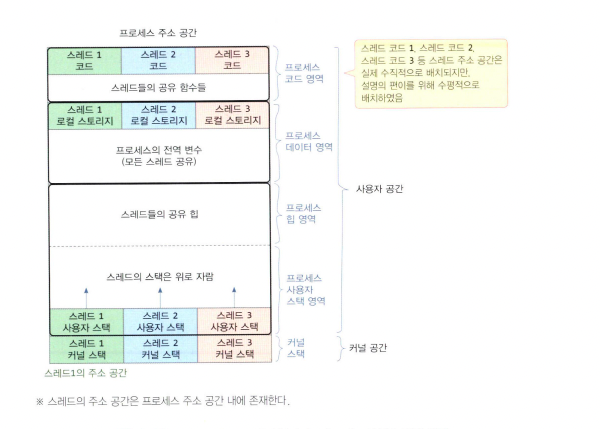 프로세스 주소 공간
스레드 1
코드
스레드 2
코드
스레드 3
코드
스레드들의 공유 함수들
프로세스
코드 영역
스레드 코드 1, 스레드 코드 2,
스레드 코드 3 등 스레드 주소 공간은
실제 수직적으로 배치되지만,
설명의 편이를 위해 수평적으로
배치하였음
스레드 1
로컬 스토리지
스레드 2
로컬 스토리지
스레드 3
로컬 스토리지
프로세스의 전역 변수
(모든 스레드 공유)
프로세스
데이터 영역
사용자 공간
스레드들의 공유 힙
프로세스
힙 영역
스레드의 스택은 위로 자람
프로세스
사용자
스택 영역
스레드 1
사용자 스택
스레드 2
사용자 스택
스레드 3
사용자 스택
스레드 1
커널 스택
스레드 2
커널 스택
스레드 3
커널 스택
커널
스택
커널 공간
스레드1의 주소 공간
※ 스레드의 주소 공간은 프로세스 주소 공간 내에 존재한다.